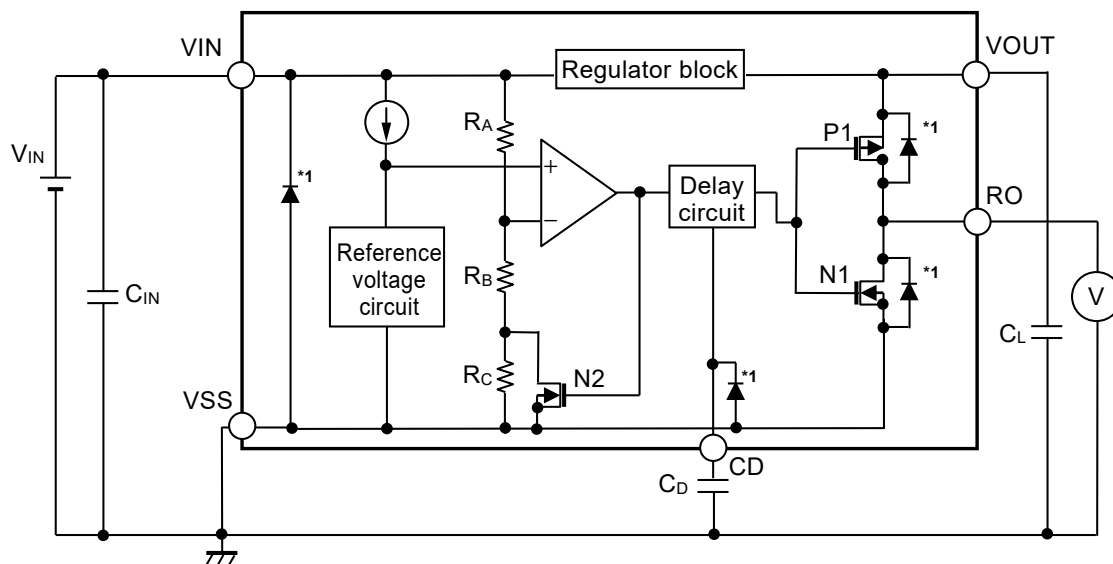 VIN
VOUT
Regulator block
RA
P1
*1
VIN
*1
+
−
Delay
circuit
RO
Reference
voltage
circuit
RB
N1
*1
CIN
V
CL
RC
N2
*1
VSS
CD
CD